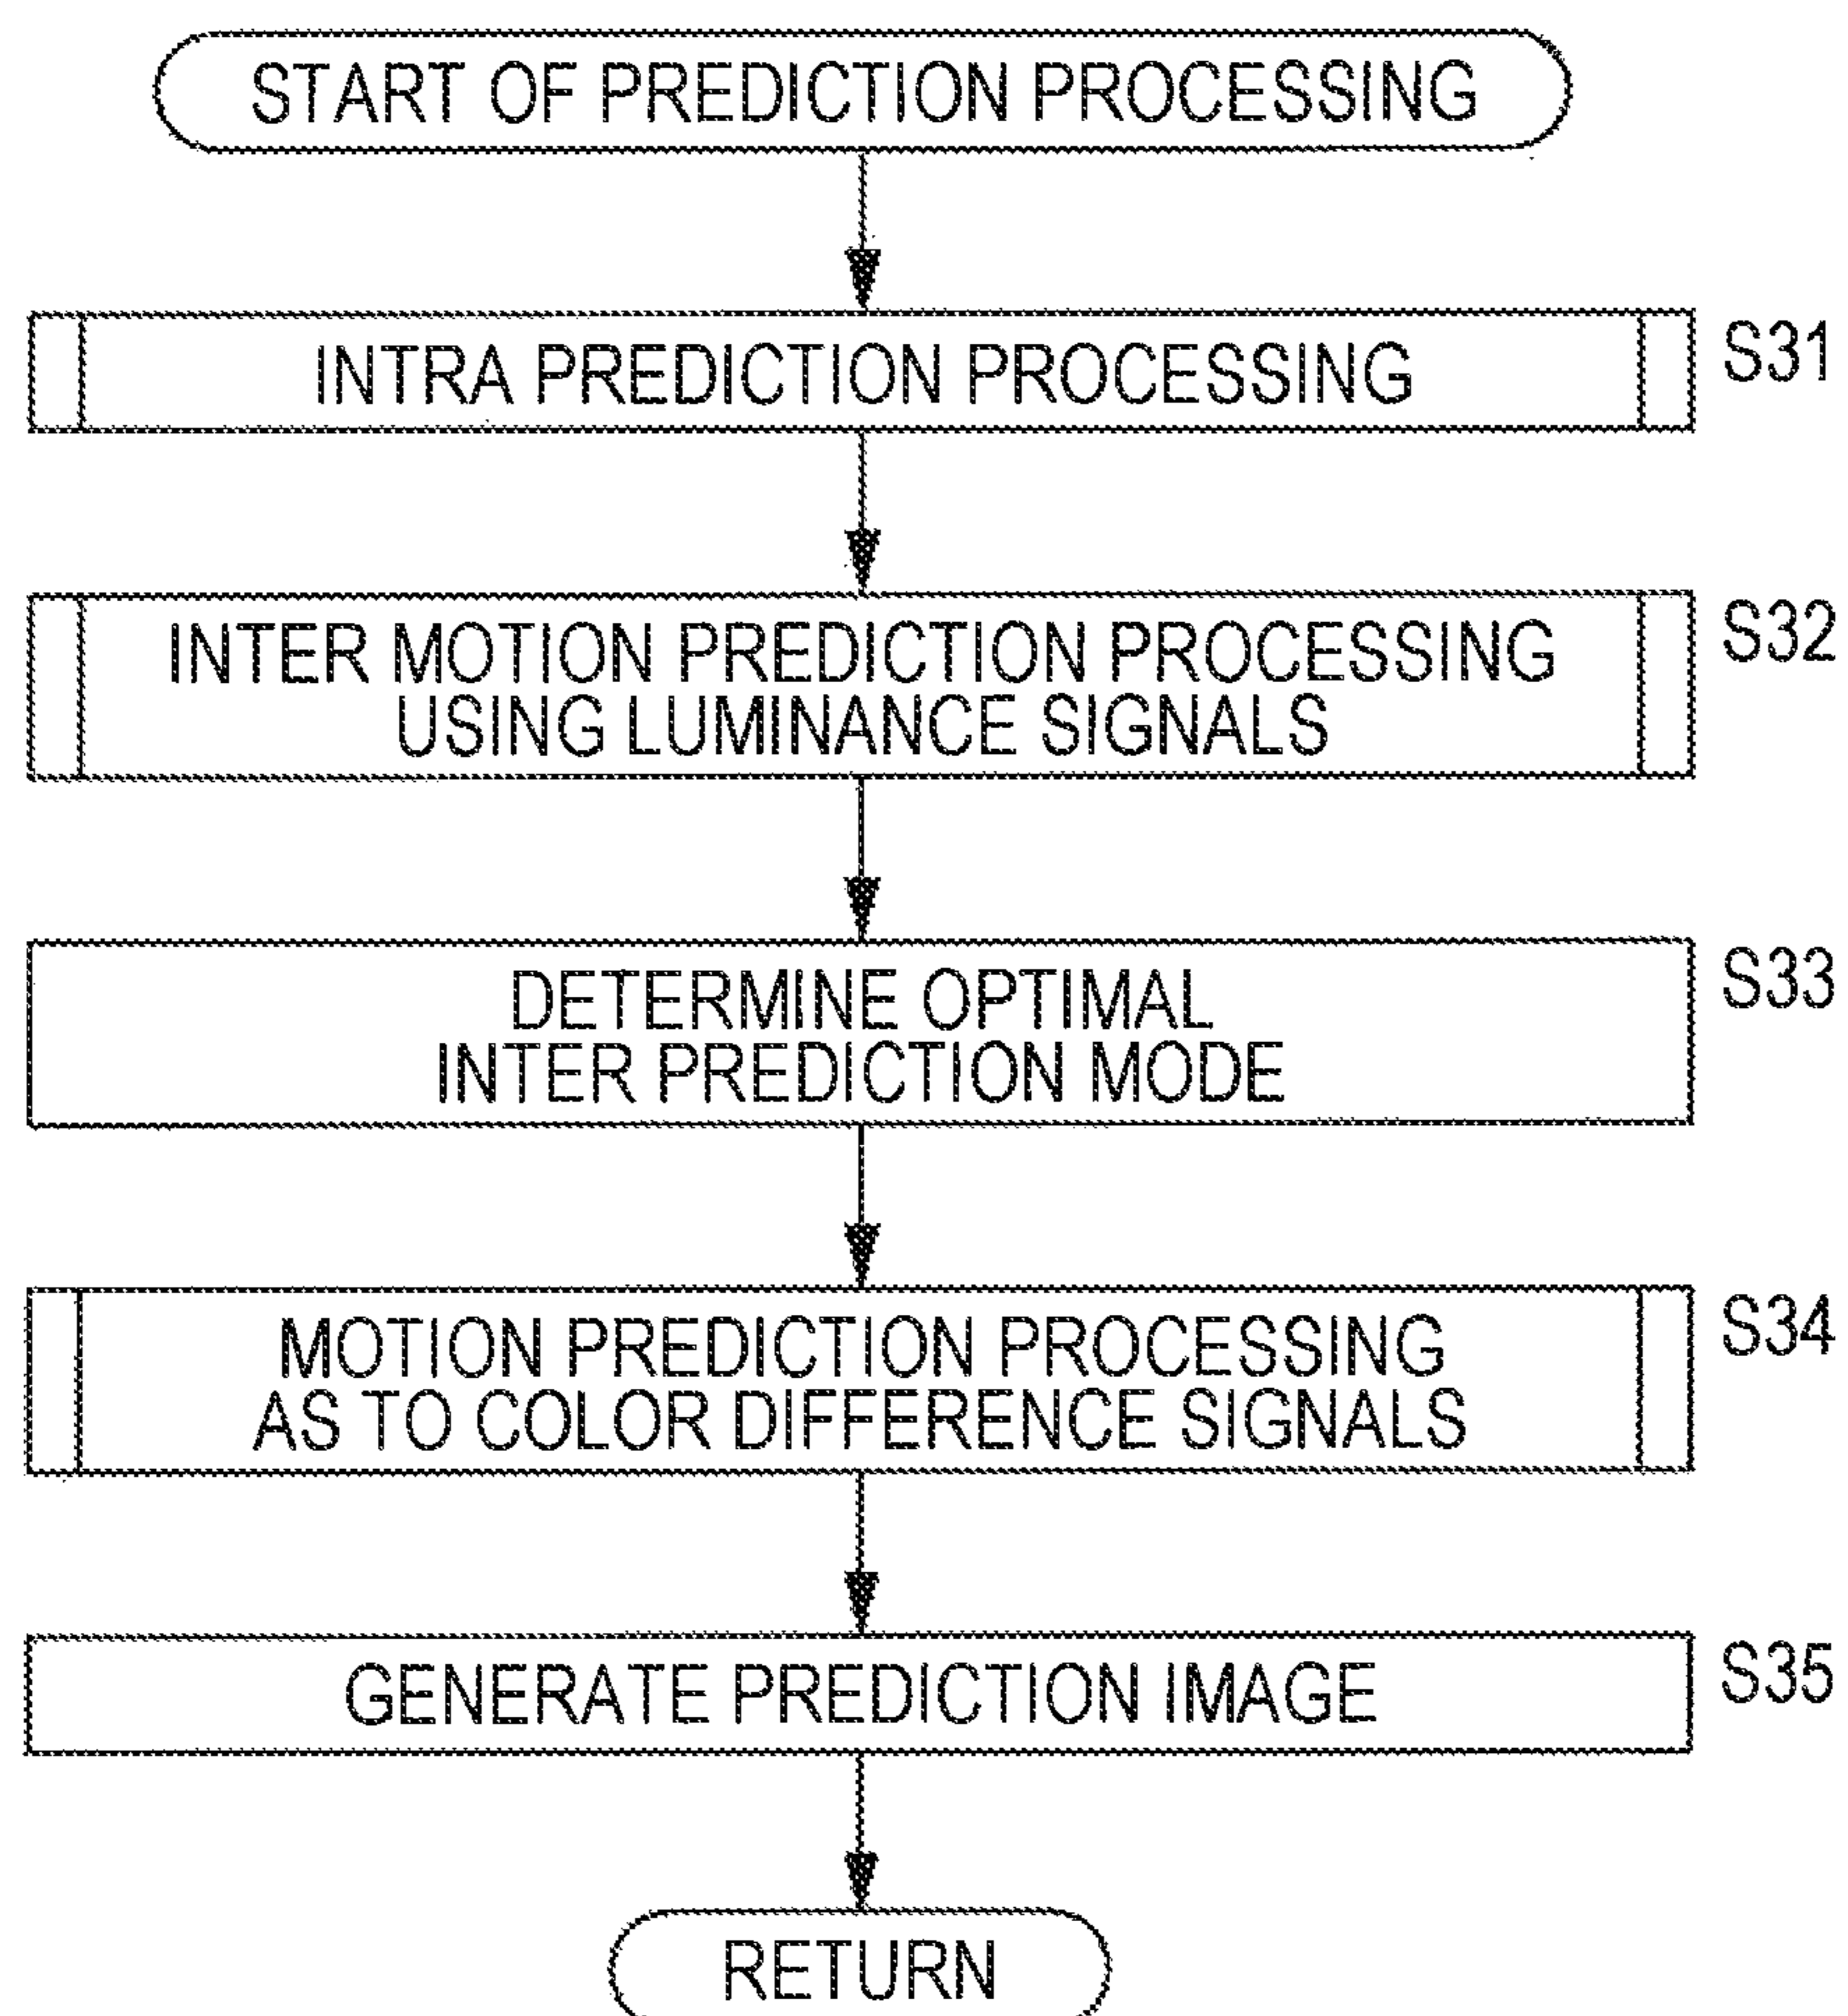 START OF PREDICTION PROCESSING
INTRA PREDICTION PROCESSING
S31
INTER MOTION PREDICTION PROCESSING
USING LUMINANCE SIGNALS
S32
DETERMINE OPTIMAL
INTER PREDICTION MODE
S33
MOTION PREDICTION PROCESSING
AS TO COLOR DIFFERENCE SIGNALS
S34
GENERATE PREDICTION IMAGE
S35
RETURN